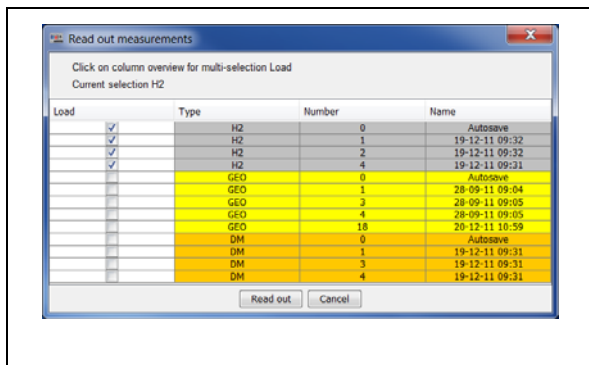 Read out measurements
Click on column overview for multi-selection Load
Current selection H2
Load Type Number Name
H2 0 Autosave
H2 1 19-12-11 09:32
H2 2 19-12-11 09:32
H2 4 19-12-11 09:31
GEO 0 Autosave
GEO 1 28-09-11 09:04
GEO 3 28-09-11 09:05
GEO 4 28-09-11 09:05
GEO 18 20-12-11 10:59
DM 0 Autosave
DM 1 19-12-11 09:31
DM 3 19-12-11 09:31
DM 4 19-12-11 09:31
Read out Cancel